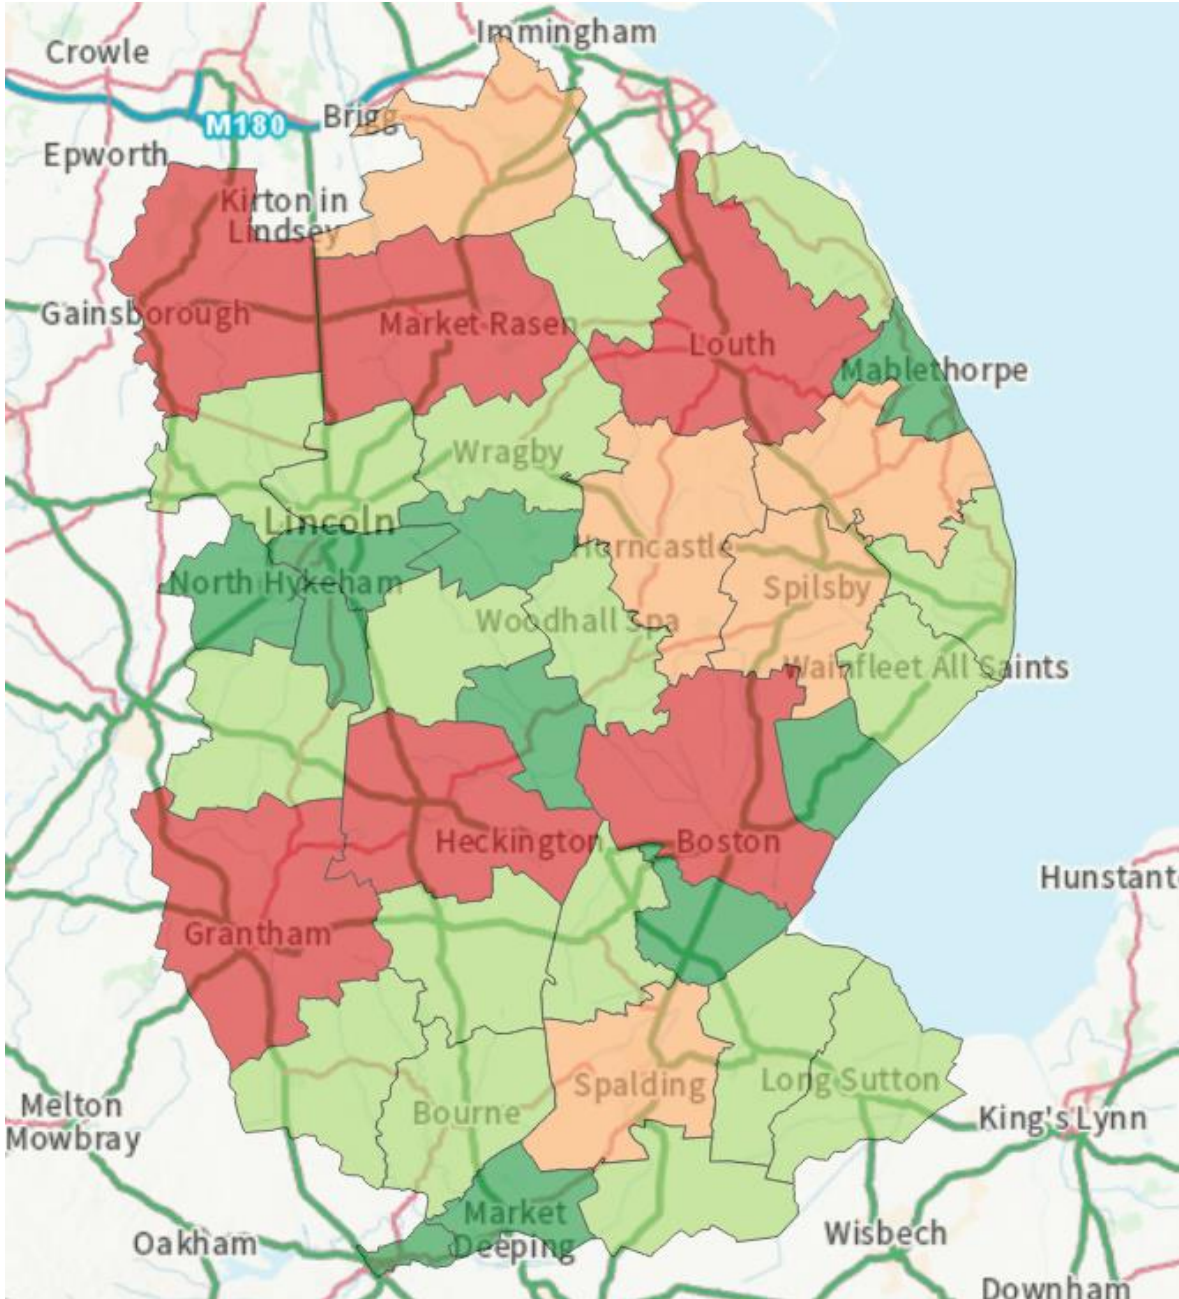 Immingham
Crowle
M180
Brigg
Epworth
Kirton in
Lindsey
Gainsborough
Market Rasen
Louth
Mablethorpe
Wragby
Lincoln
Horncastle
North Hykeham
Spilsby
Woodhall Spa
Wainfleet All Saints
Heckington
Boston
Hunstant
Grantham
Spalding
Long Sutton
Bourne
Melton
Mowbray
King's Lynn
Market
Deeping
Oakham
Wisbech
Downham